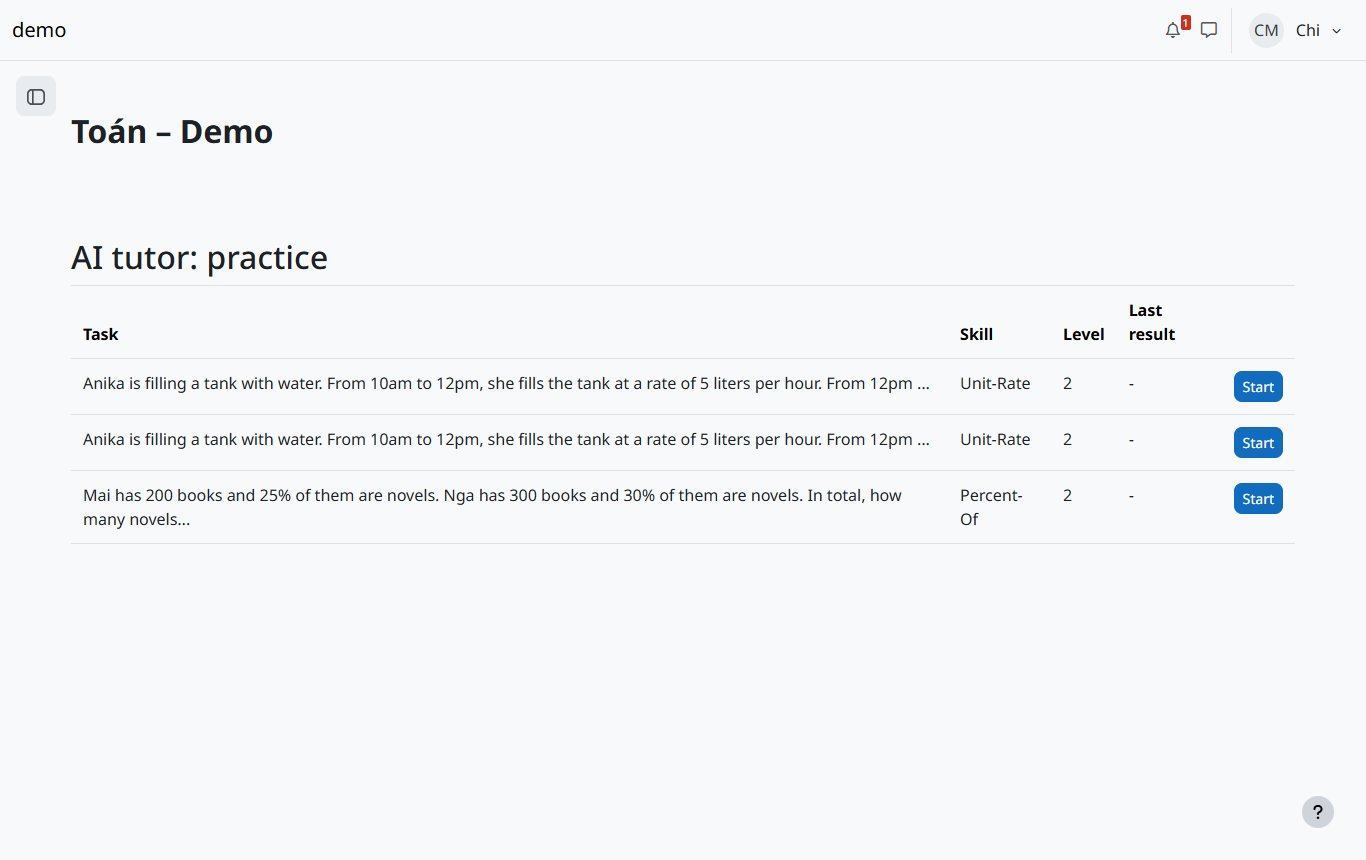 demo
1
CM
Chi
Toán – Demo
AI tutor: practice
Task
Skill
Level
Last
result
Anika is filling a tank with water. From 10am to 12pm, she fills the tank at a rate of 5 liters per hour. From 12pm ...
Unit-Rate
2
-
Start
Anika is filling a tank with water. From 10am to 12pm, she fills the tank at a rate of 5 liters per hour. From 12pm ...
Unit-Rate
2
-
Start
Mai has 200 books and 25% of them are novels. Nga has 300 books and 30% of them are novels. In total, how
many novels...
Percent-
Of
2
-
Start
?